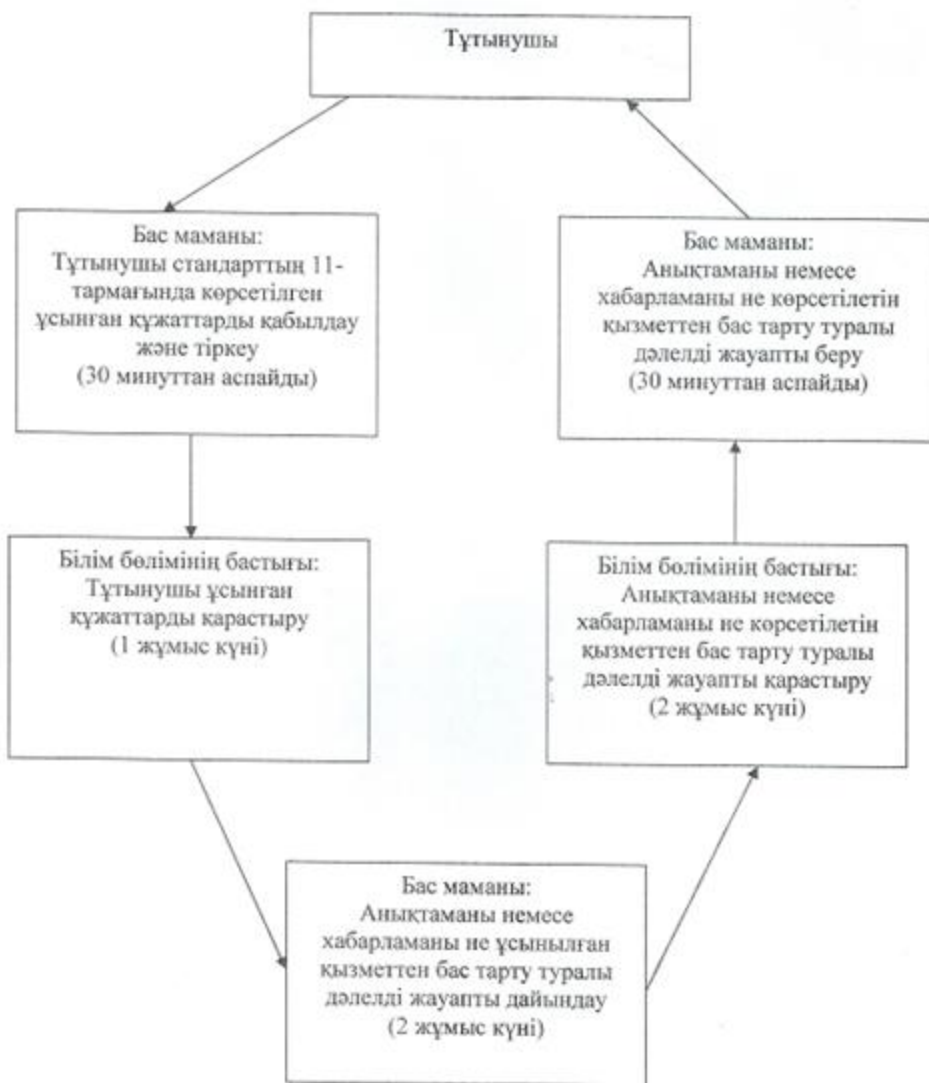 Тұтынушы
Бас маманы:
Тұтынушы стандарттың 11-
тармағында көрсетілген
ұсынған құжаттарды қабылдау
және тіркеу
(30 минуттан аспайды)
Білім бөлімінің бастығы:
Тұтынушы ұсынған
құжаттарды қарастыру
(1 жұмыс күні)
Бас маманы:
Анықтаманы немесе
хабарламаны не ұсынылған
қызметтен бас тарту туралы
дәлелді жауапты дайындау
(2 жұмыс күні)
Білім бөлімінің бастығы:
Анықтаманы немесе
хабарламаны не көрсетілетін
қызметтен бас тарту туралы
дәлелді жауапты қарастыру
(2 жұмыс күні)
Бас маманы:
Анықтаманы немесе
хабарламаны не көрсетілетін
қызметтен бас тарту туралы
дәлелді жауапты беру
(30 минуттан аспайды)